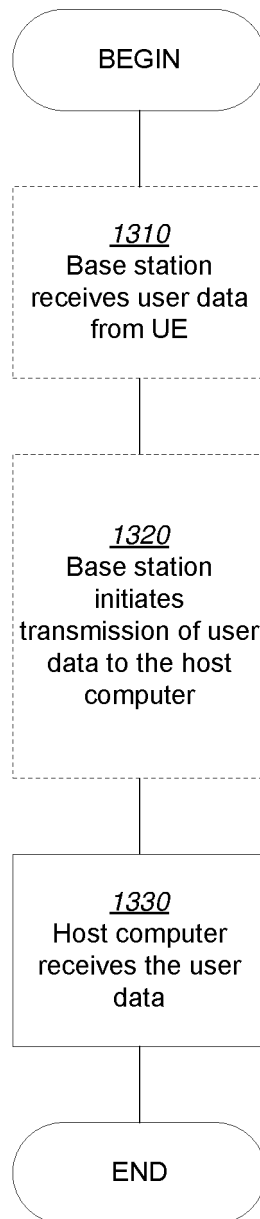 BEGIN
1310
Base station
receives user data
from UE
1320
Base station
initiates
transmission of user
data to the host
computer
1330
Host computer
receives the user
data
END